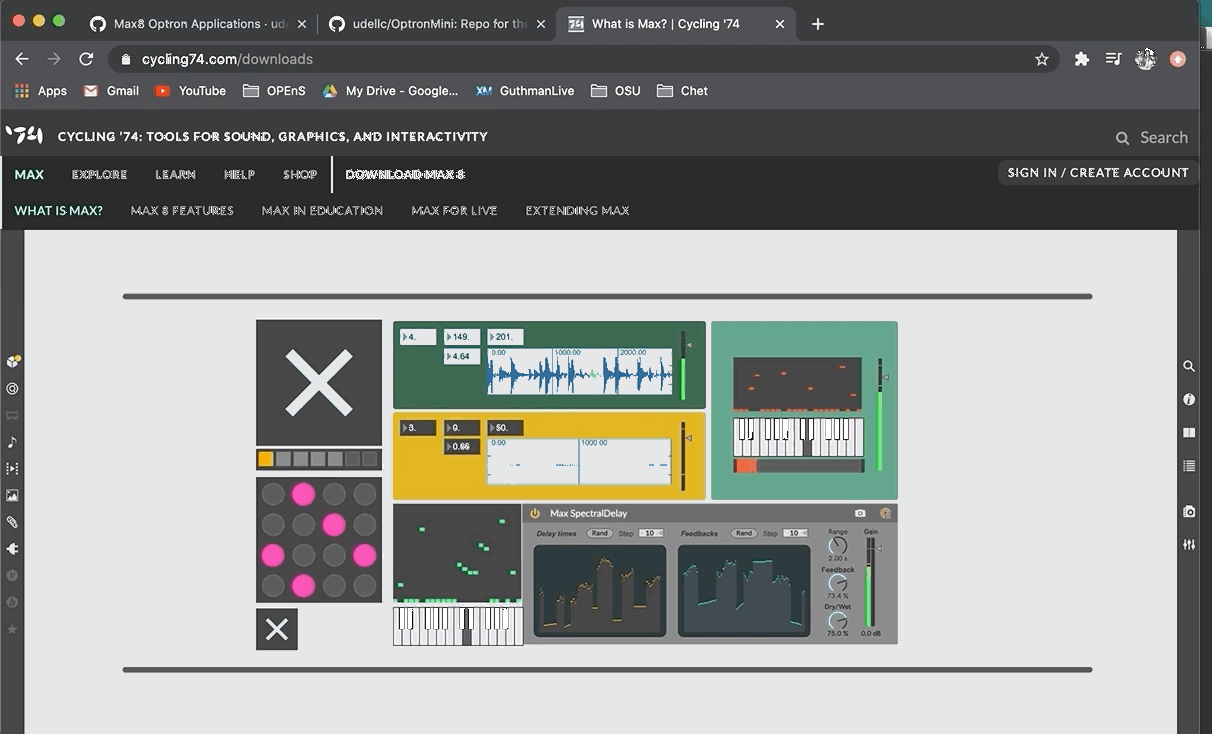 Max8 Optron Applications · ud
udellc/OptronMini: Repo for the
What is Max? | Cycling '74
cycling74.com/downloads
Apps
Gmail
YouTube
OPEnS
My Drive - Google...
XM GuthmanLive
OSU
Chet
'74
CYCLING '74: TOOLS FOR SOUND, GRAPHICS, AND INTERACTIVITY
Search
MAX
EXPLORE
LEARN
HELP
SHOP
DOWNLOAD MAX 8
SIGN IN / CREATE ACCOUNT
WHAT IS MAX?
MAX 8 FEATURES
MAX IN EDUCATION
MAX FOR LIVE
EXTENDING MAX
4. 149. 201.
4.64
0:00 1000:00 2000:00
3. 0. 50.
0.66
0:00 1000:00
Max SpectralDelay
Delay times Rand Step 10
Feedbacks Rand Step 10
Range
2.00 s
Feedback
73.4 %
Dry/Wet
75.0 %
Gain
0.0 dB